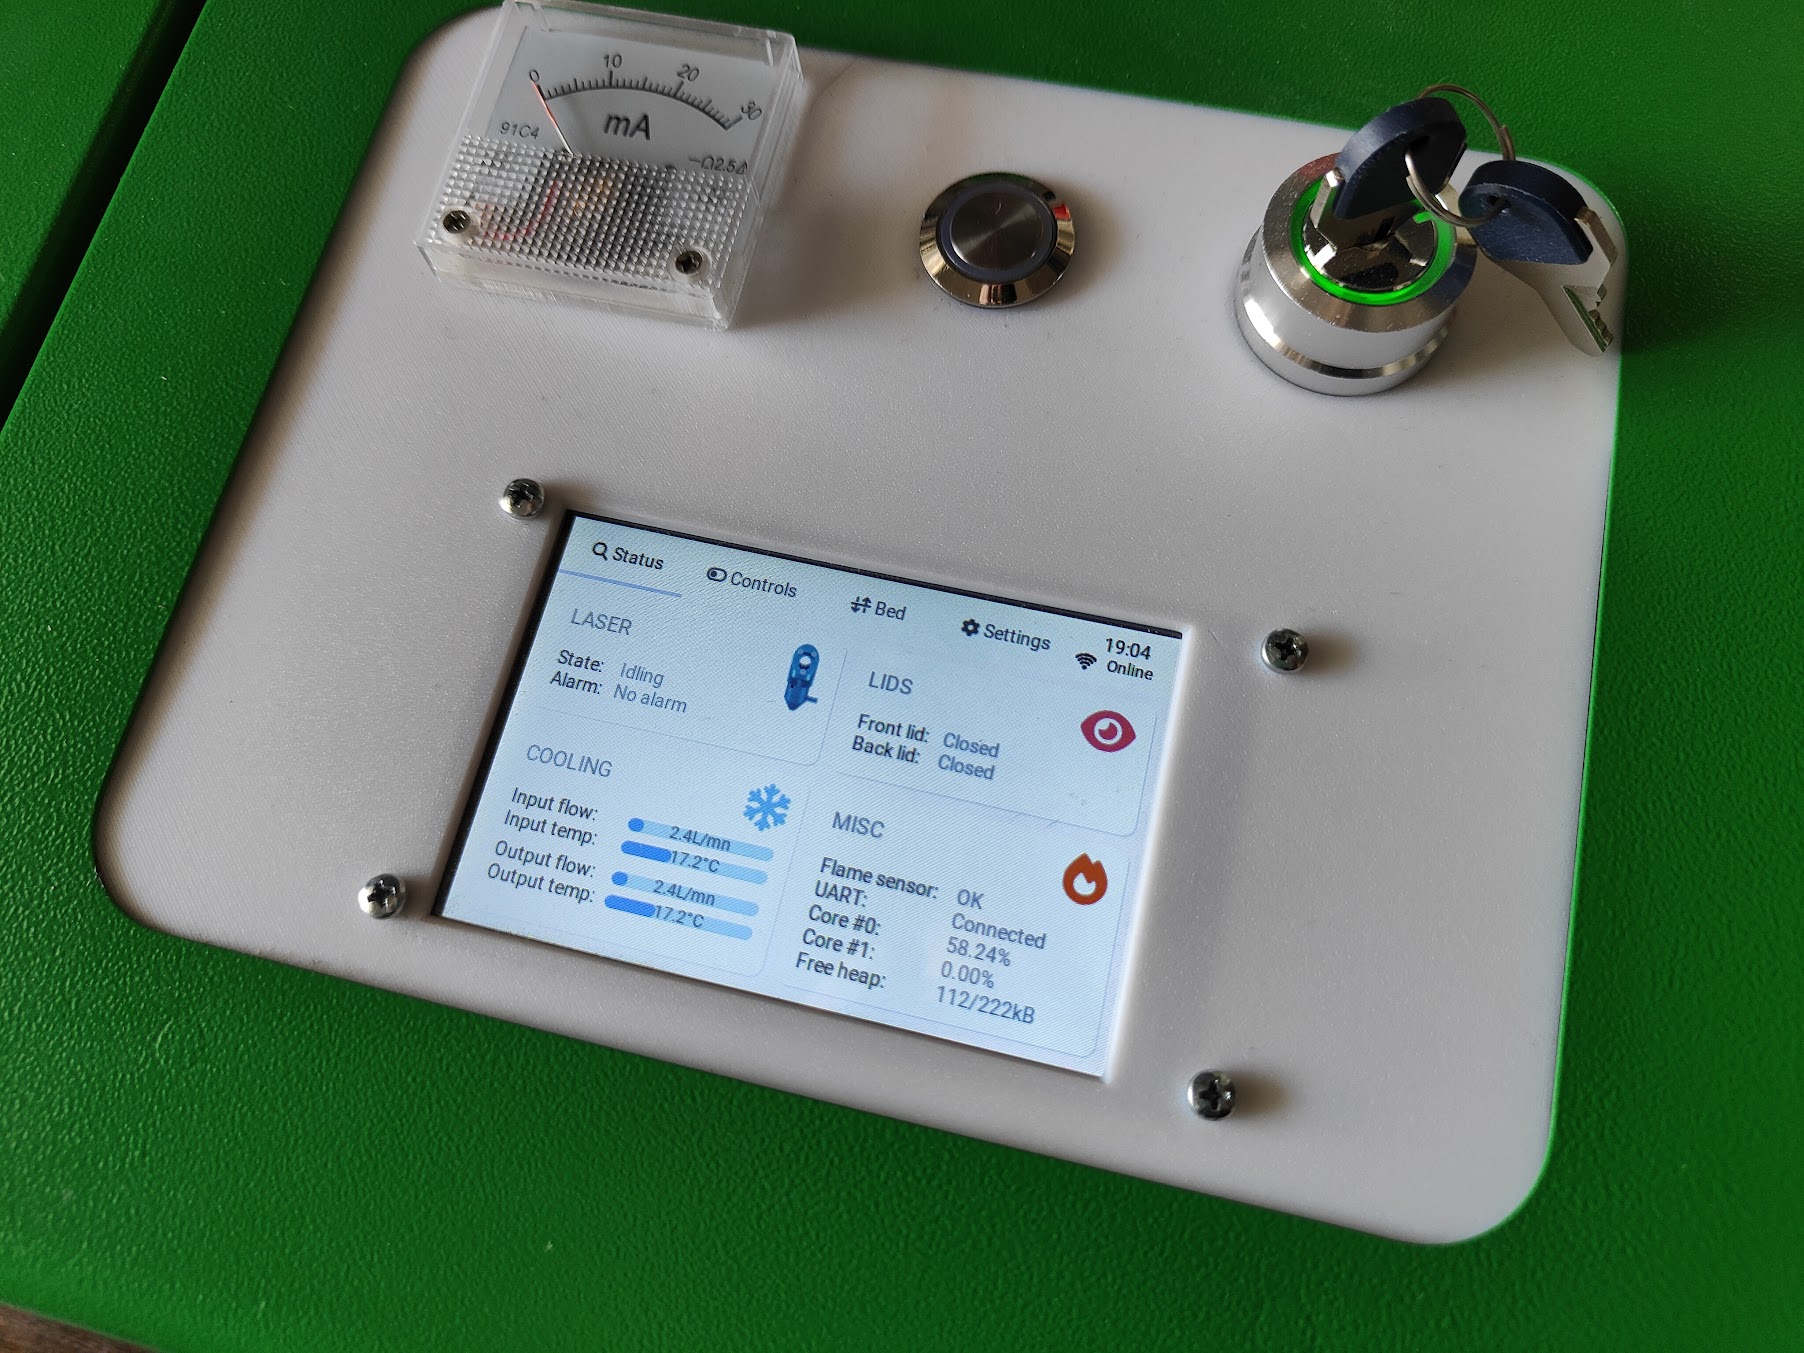 0 10 20 30
mA
91C4
Status Controls Bed Settings 19:04
Online
LASER
State: Idling
Alarm: No alarm
LIDS
Front lid: Closed
Back lid: Closed
COOLING
Input flow: 2.4L/mn
Input temp: 17.2°C
Output flow: 2.4L/mn
Output temp: 17.2°C
MISC
Flame sensor: OK
UART: Connected
Core #0: 58.24%
Core #1: 0.00%
Free heap: 112/222kB